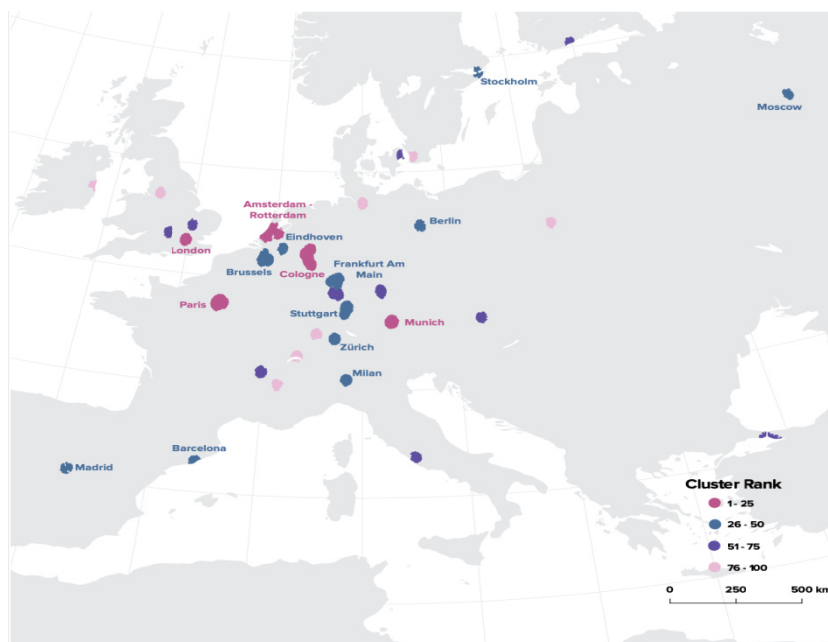 Stockholm
Moscow
Amsterdam -
Rotterdam
Berlin
Eindhoven
London
Frankfurt Am
Main
Brussels
Cologne
Paris
Stuttgart
Munich
Zürich
Milan
Barcelona
Madrid
Cluster Rank
1 - 25
26 - 50
51 - 75
76 - 100
0 250 500 km